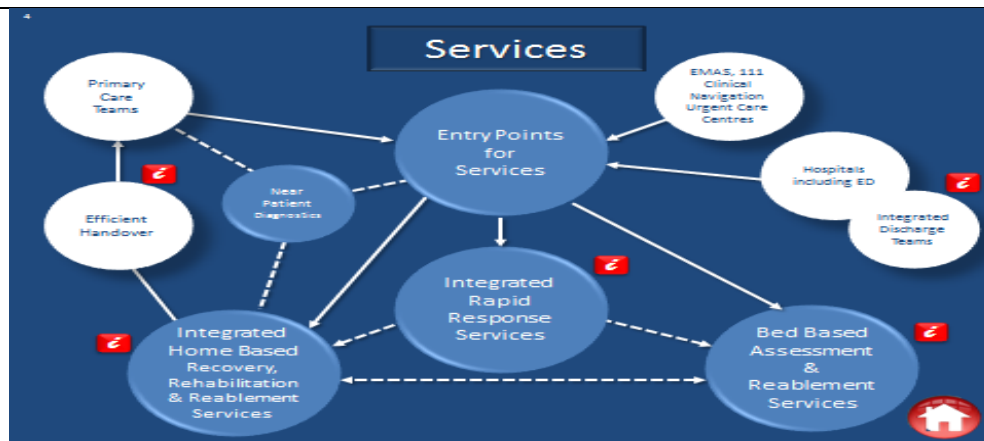 4
Services
Primary
Care
Teams
EMAS, 111
Clinical
Navigation
Urgent Care
Centres
Entry Points
for
Services
Hospitals
including ED
i
Near
Patient
Diagnostics
i
Efficient
Handover
Integrated
Discharge
Teams
Integrated
Rapid
Response
Services
i
Integrated
Home Based
Recovery,
Rehabilitation
& Reablement
Services
i
Bed Based
Assessment
&
Reablement
Services
i